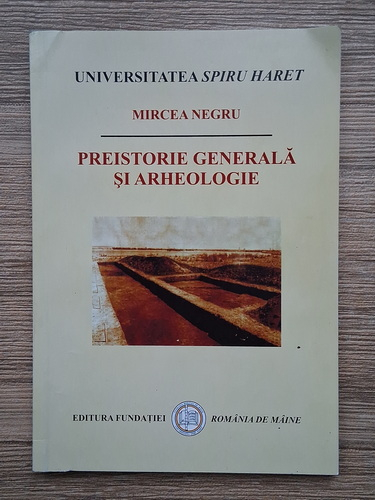 UNIVERSITATEA SPIRU HARET
MIRCEA NEGRU
PREISTORIE GENERALĂ
ŞI ARHEOLOGIE
EDITURA FUNDAŢIEI ROMÂNIA DE MÂINE